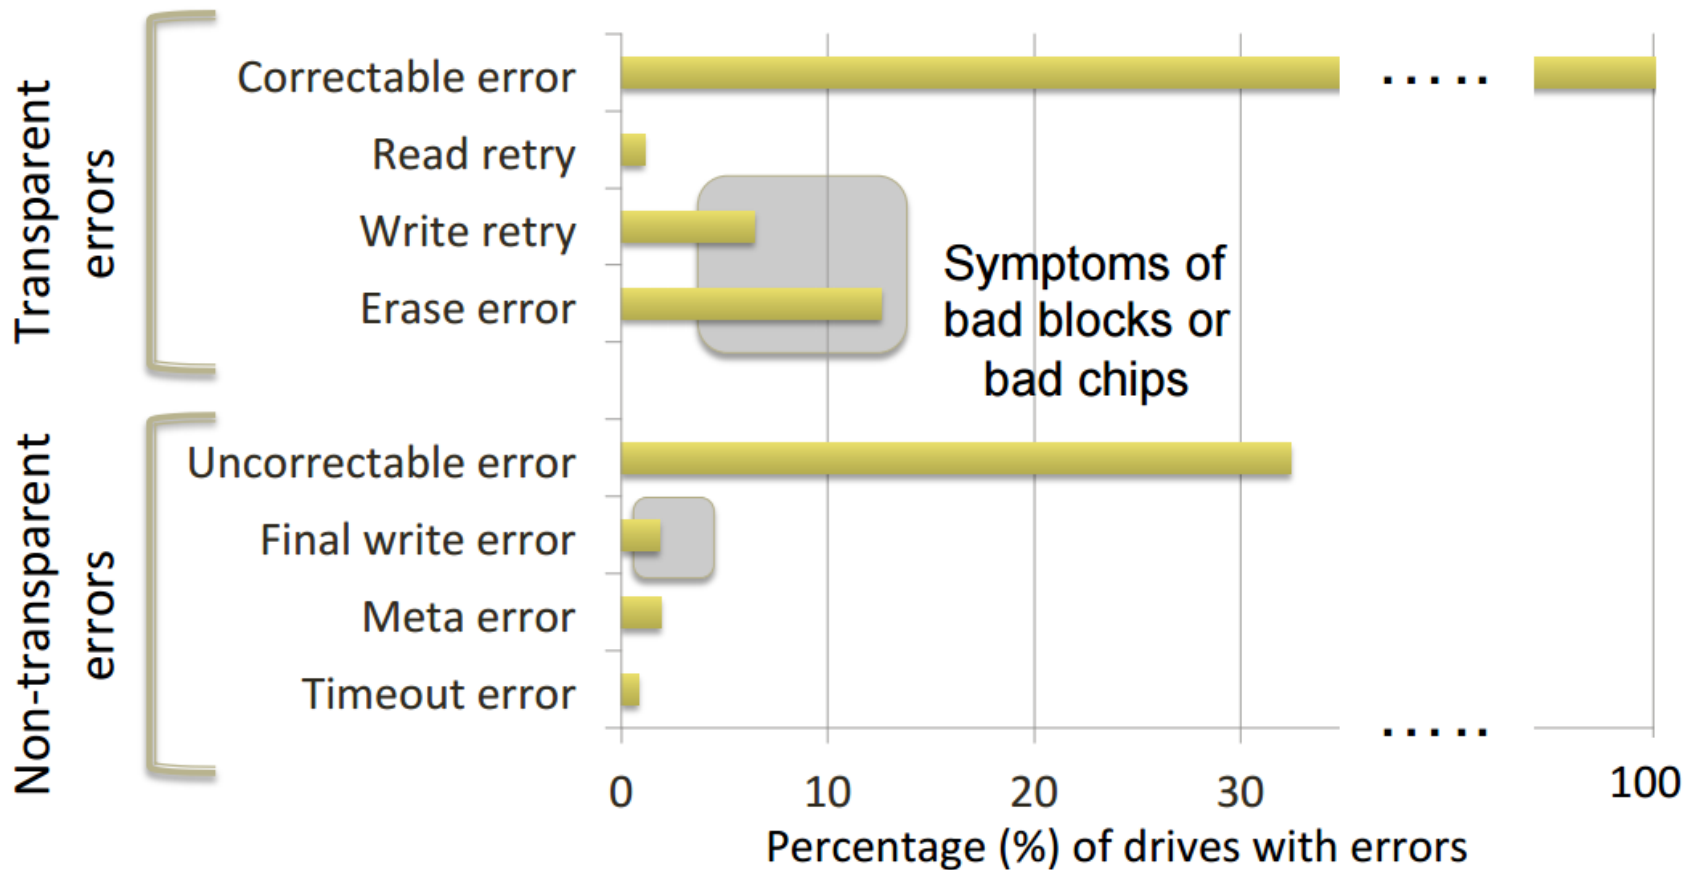 Transparent
errors
Correctable error
.....
Read retry
Write retry
Erase error
Symptoms of
bad blocks or
bad chips
Non-transparent
errors
Uncorrectable error
Final write error
Meta error
Timeout error
.....
0 10 20 30 100
Percentage (%) of drives with errors